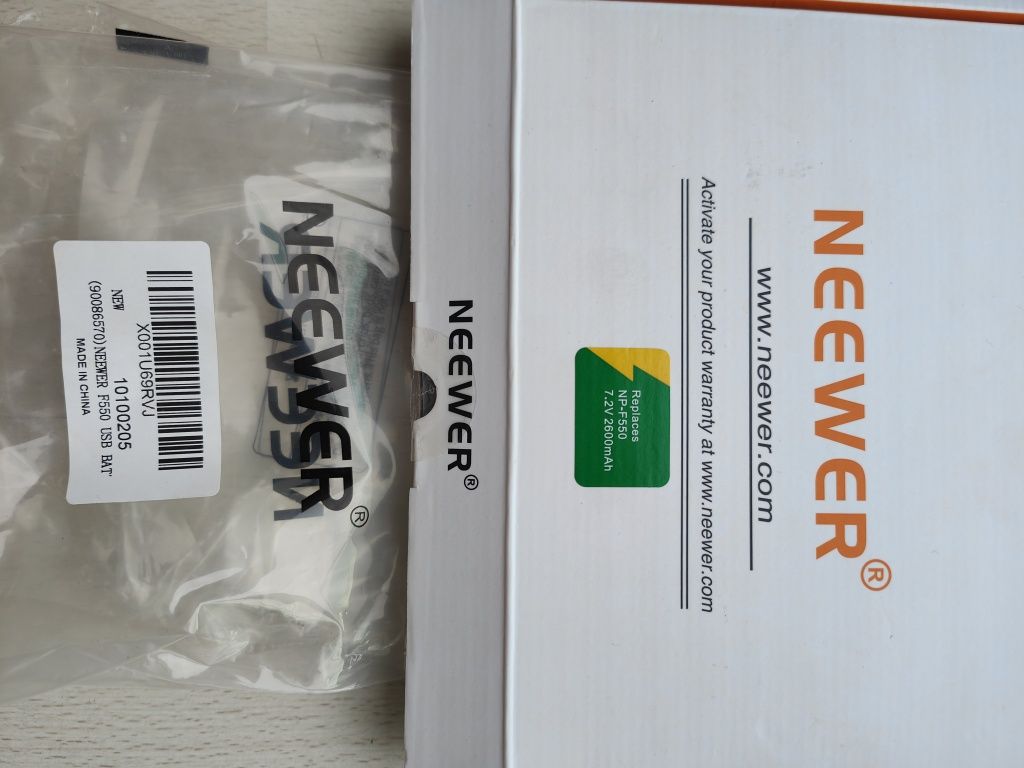 NEEWER®
www.neewer.com
Activate your product warranty at www.neewer.com
Replaces
NP-F550
7.2V 2600mAh
NEEWER®
NEEWER®
X001U69RVJ
NEW 10100205
(90086570)NEEWER F550 USB BAT'
MADE IN CHINA